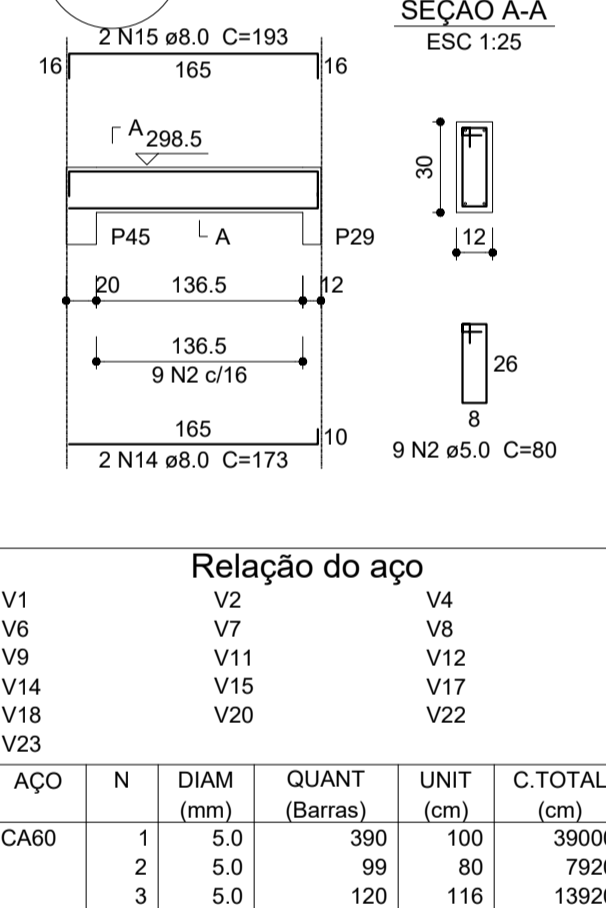 SEÇÃO A-A
ESC 1:25
2 N15 ø8.0 C=193
16 165 16
A 298.5
30
12
P45 A P29
20 136.5 12
136.5
9 N2 c/16
26
8
9 N2 ø5.0 C=80
165 10
2 N14 ø8.0 C=173
Relação do aço
V1 V2 V4
V6 V7 V8
V9 V11 V12
V14 V15 V17
V18 V20 V22
V23
AÇO N DIAM QUANT UNIT C.TOTAL
(mm) (Barras) (cm) (cm)
CA60 1 5.0 390 100 39000
2 5.0 99 80 7920
3 5.0 120 116 13920